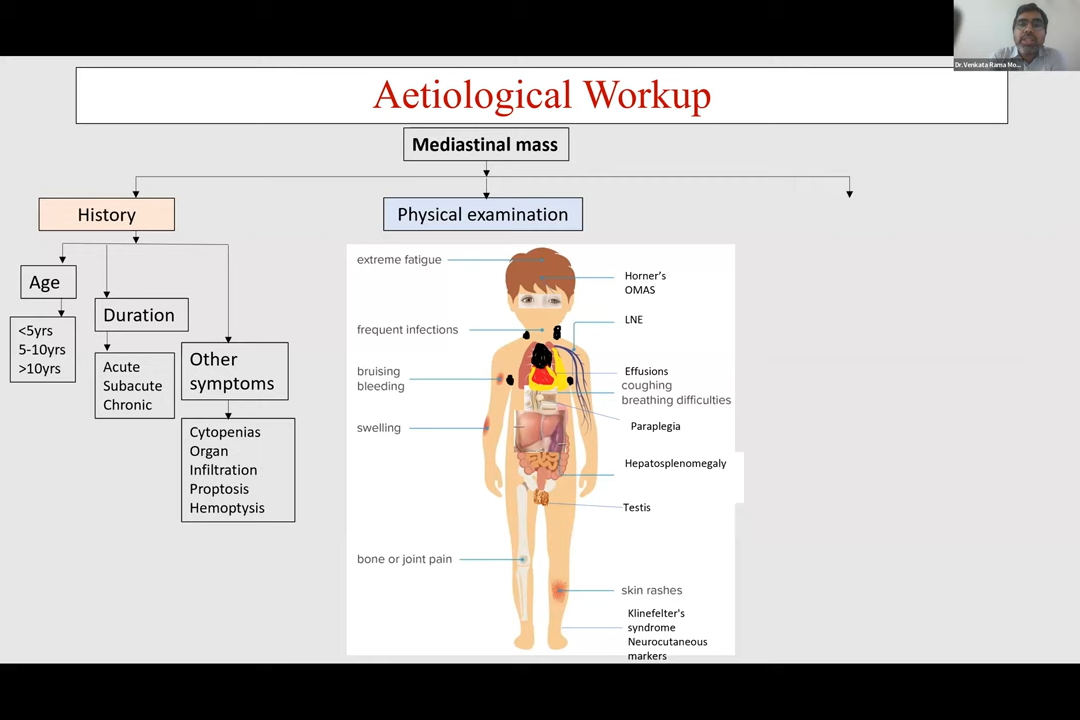 Dr.Venkata Rama Mo...
Aetiological Workup
Mediastinal mass
History
Physical examination
Age
<5yrs
5-10yrs
>10yrs
Duration
Acute
Subacute
Chronic
Other
symptoms
Cytopenias
Organ
Infiltration
Proptosis
Hemoptysis
extreme fatigue
frequent infections
bruising
bleeding
swelling
bone or joint pain
Horner's
OMAS
LNE
Effusions
coughing
breathing difficulties
Paraplegia
Hepatosplenomegaly
Testis
skin rashes
Klinefelter's
syndrome
Neurocutaneous
markers